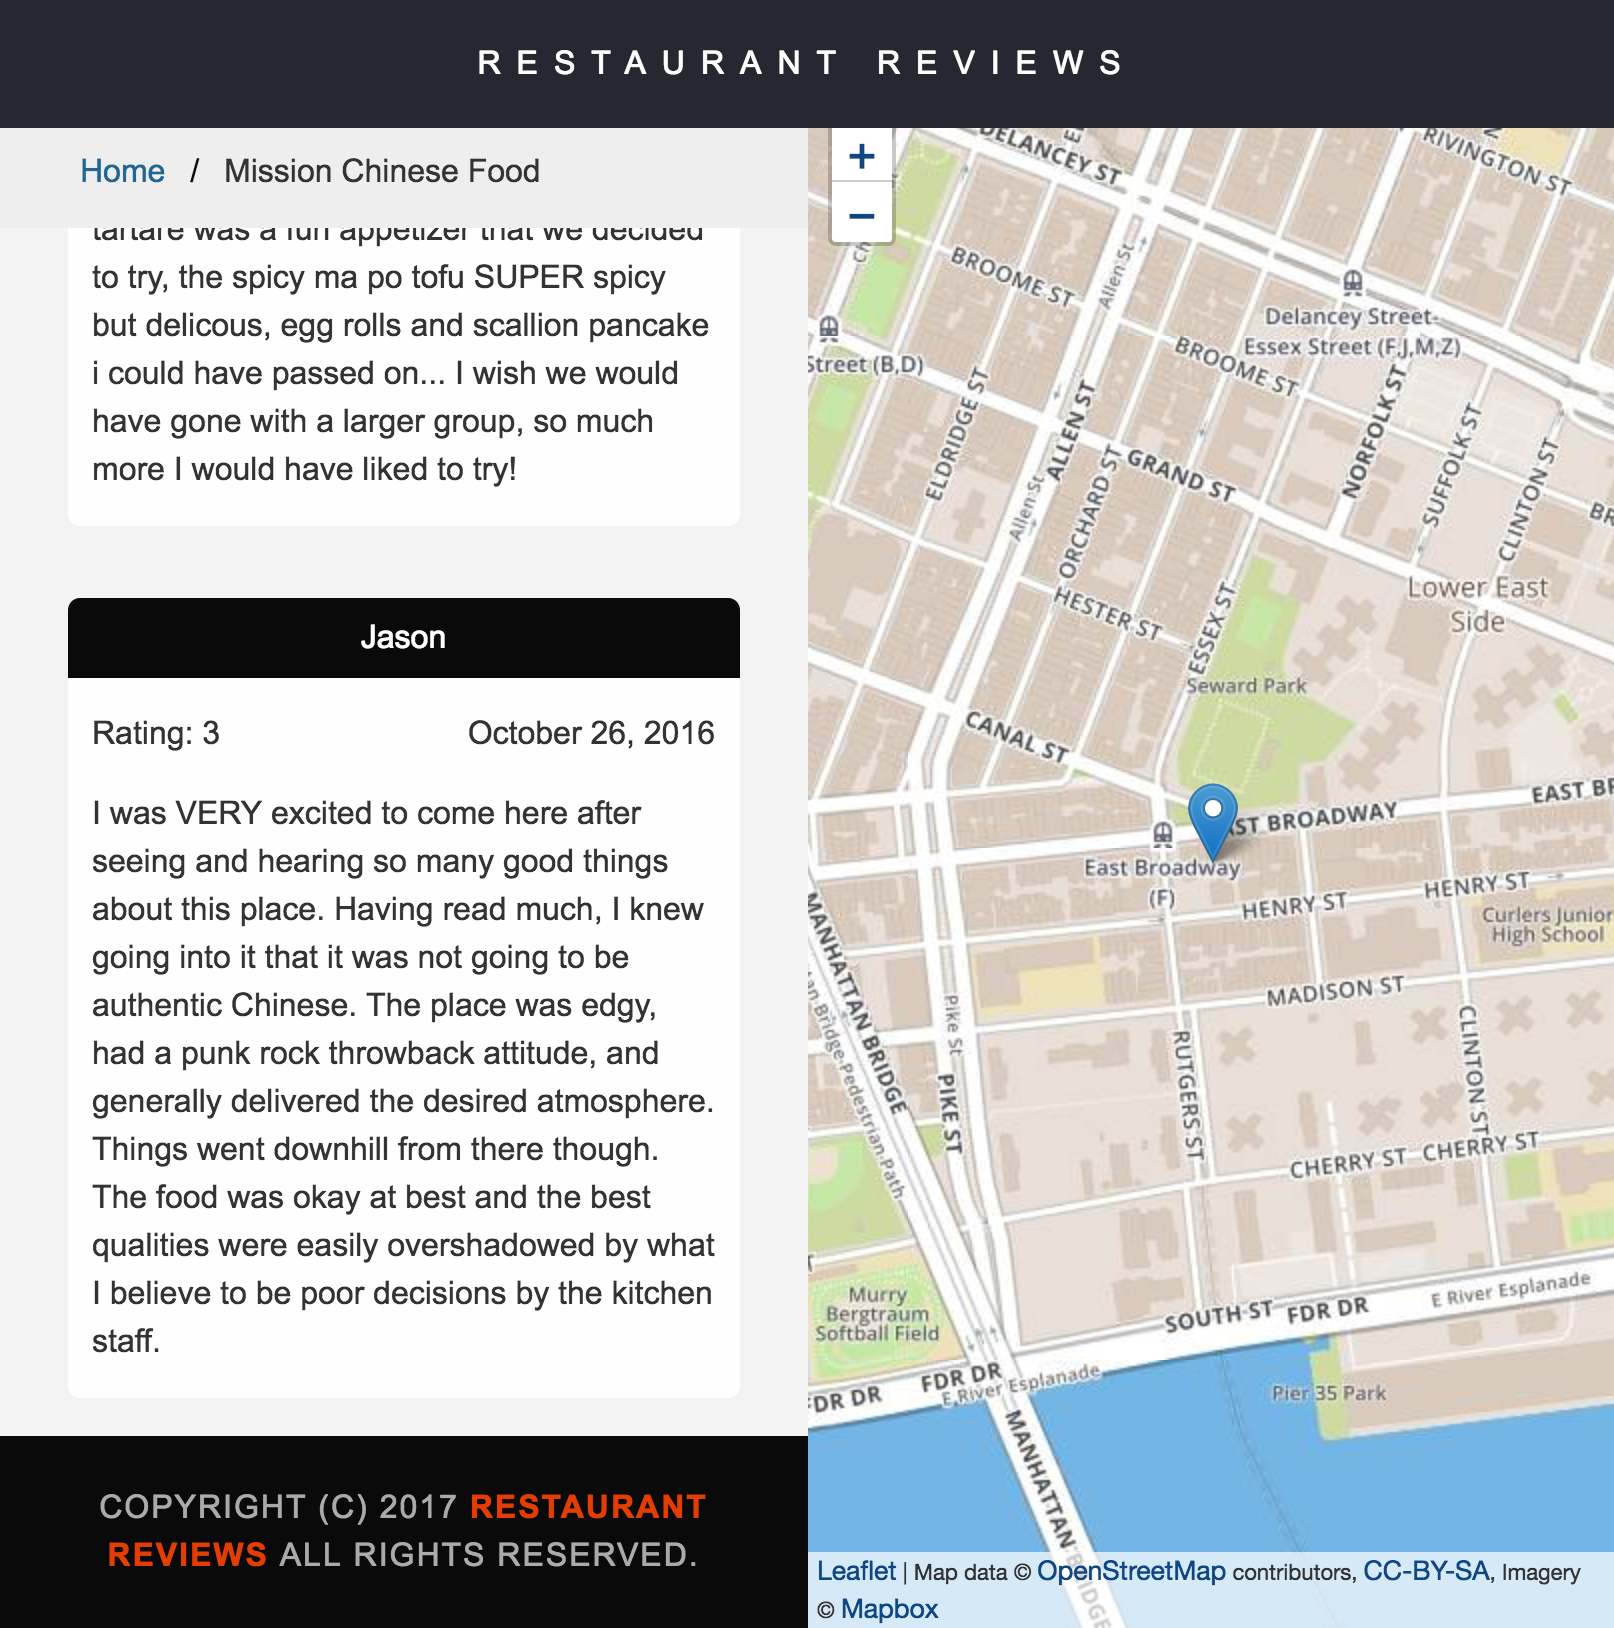 RESTAURANT REVIEWS
Home / Mission Chinese Food
tartare was a fun appetizer that we decided
to try, the spicy ma po tofu SUPER spicy
but delicous, egg rolls and scallion pancake
i could have passed on... I wish we would
have gone with a larger group, so much
more I would have liked to try!
Jason
Rating: 3 October 26, 2016
I was VERY excited to come here after
seeing and hearing so many good things
about this place. Having read much, I knew
going into it that it was not going to be
authentic Chinese. The place was edgy,
had a punk rock throwback attitude, and
generally delivered the desired atmosphere.
Things went downhill from there though.
The food was okay at best and the best
qualities were easily overshadowed by what
I believe to be poor decisions by the kitchen
staff.
COPYRIGHT (C) 2017 RESTAURANT
REVIEWS ALL RIGHTS RESERVED.
+
−
DELANCEY ST
RIVINGTON ST
BROOME ST
Allen St
Delancey Street-
Essex Street (F,J,M,Z)
Street (B,D)
BROOME ST
ELDRIDGE ST
ALLEN ST
NORFOLK ST
SUFFOLK ST
CLINTON ST
GRAND ST
Allen St
ORCHARD ST
HESTER ST
ESSEX ST
Lower East
Side
Seward Park
CANAL ST
EAST BR
ST BROADWAY
East Broadway
(F)
HENRY ST
HENRY ST
Curlers Junior
High School
MANHATTAN BRIDGE
MADISON ST
Pike St
PIKE ST
RUTGERS ST
CLINTON ST
Bridge Pedestrian Path
CHERRY ST
CHERRY ST
Murry
Bergtraum
Softball Field
SOUTH ST
FDR DR
E River Esplanade
FDR DR
FDR DR
E River Esplanade
Pier 35 Park
MANHATTAN BRIDGE
Leaflet | Map data © OpenStreetMap contributors, CC-BY-SA, Imagery
© Mapbox